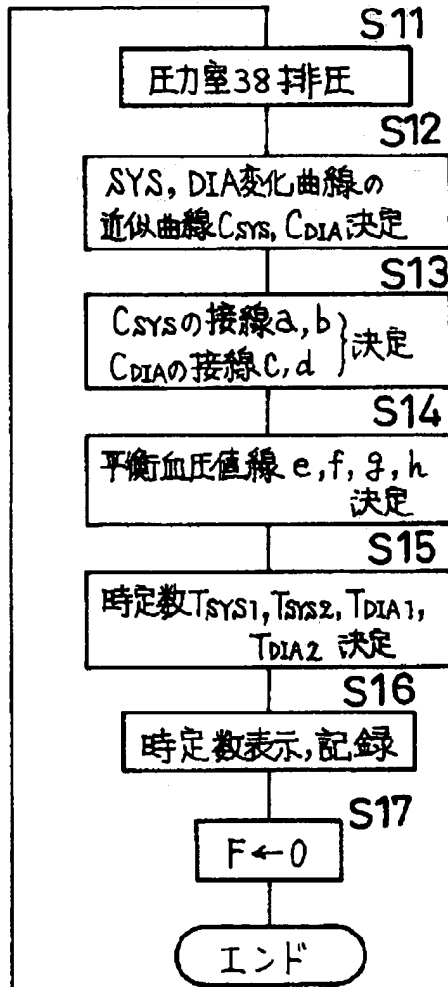 S11
圧力室38排圧
S12
SYS, DIA変化曲線の
近似曲線CSYS, CDIA決定
S13
CSYSの接線a, b
CDIAの接線c, d
}決定
S14
平衡血圧値線 e, f, g, h
決定
S15
時定数TSYS1, TSYS2, TDIA1,
TDIA2 決定
S16
時定数表示, 記録
S17
F←0
エンド